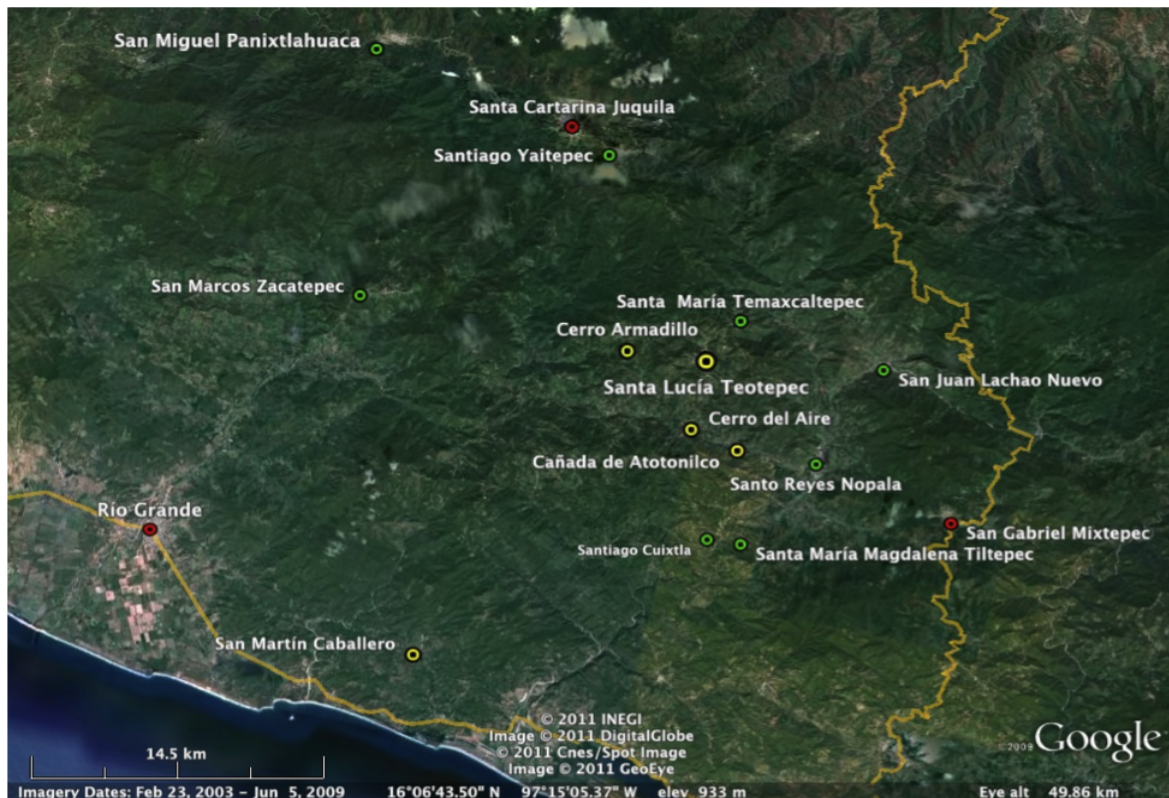 San Miguel Panixtlahuaca
Santa Cartarina Juquila
Santiago Yaitepec
San Marcos Zacatepec
Santa María Temaxcaltepec
Cerro Armadillo
Santa Lucía Teotepec
San Juan Lachao Nuevo
Cerro del Aire
Cañada de Atotonilco
Santo Reyes Nopala
Río Grande
San Gabriel Mixtepec
Santiago Cuixtla
Santa María Magdalena Tiltepec
San Martín Caballero
© 2011 INEGI
Image © 2011 DigitalGlobe
© 2011 Cnes/Spot Image
Image © 2011 GeoEye
©2009 Google
14.5 km
Imagery Dates: Feb 23, 2003 – Jun 5, 2009 16°06'43.50" N 97°15'05.37" W elev 933 m Eye alt 49.86 km